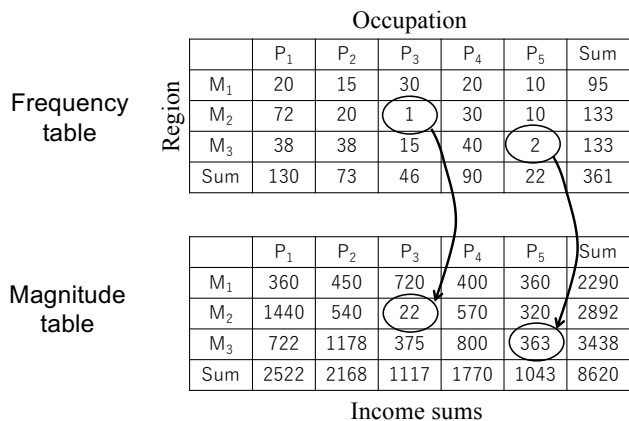 Occupation
P₁ P₂ P₃ P₄ P₅ Sum
M₁ 20 15 30 20 10 95
M₂ 72 20 1 30 10 133
M₃ 38 38 15 40 2 133
Sum 130 73 46 90 22 361
Frequency
table
Region
P₁ P₂ P₃ P₄ P₅ Sum
M₁ 360 450 720 400 360 2290
M₂ 1440 540 22 570 320 2892
M₃ 722 1178 375 800 363 3438
Sum 2522 2168 1117 1770 1043 8620
Magnitude
table
Income sums